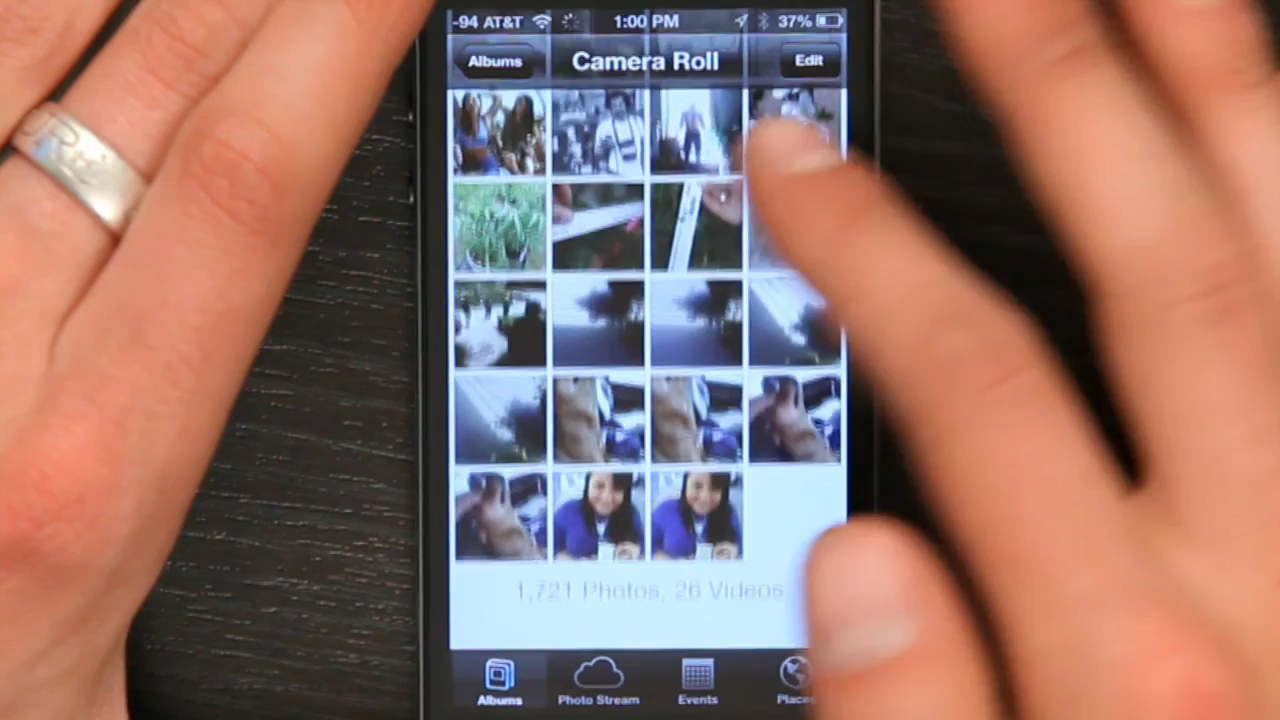 -94 AT&T 1:00 PM 37%
Albums Camera Roll Edit
1,721 Photos, 26 Videos
Albums Photo Stream Events Places